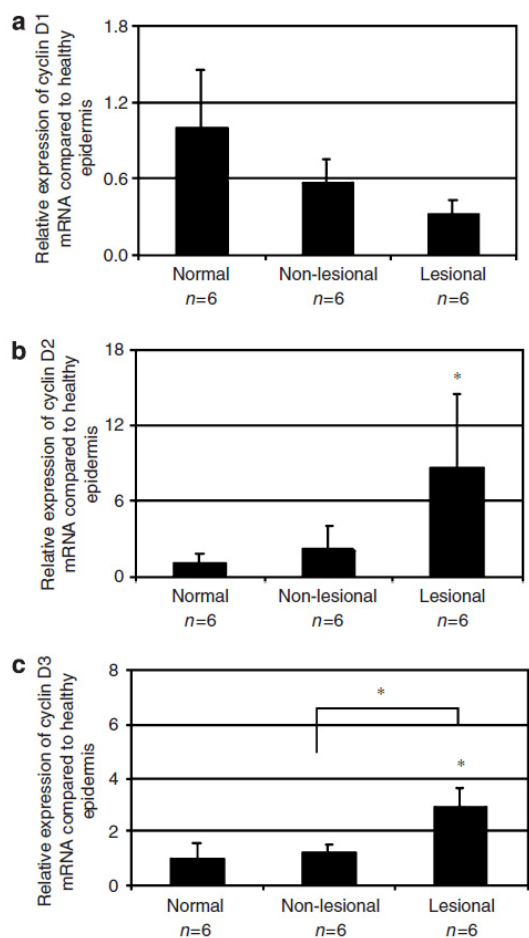 a
Relative expression of cyclin D1
mRNA compared to healthy
epidermis
1.8
1.2
0.6
0.0
Normal Non-lesional Lesional
n=6 n=6 n=6
b
Relative expression of cyclin D2
mRNA compared to healthy
epidermis
18
12
6
0
*
Normal Non-lesional Lesional
n=6 n=6 n=6
c
Relative expression of cyclin D3
mRNA compared to healthy
epidermis
8
6
4
2
0
*
*
Normal Non-lesional Lesional
n=6 n=6 n=6